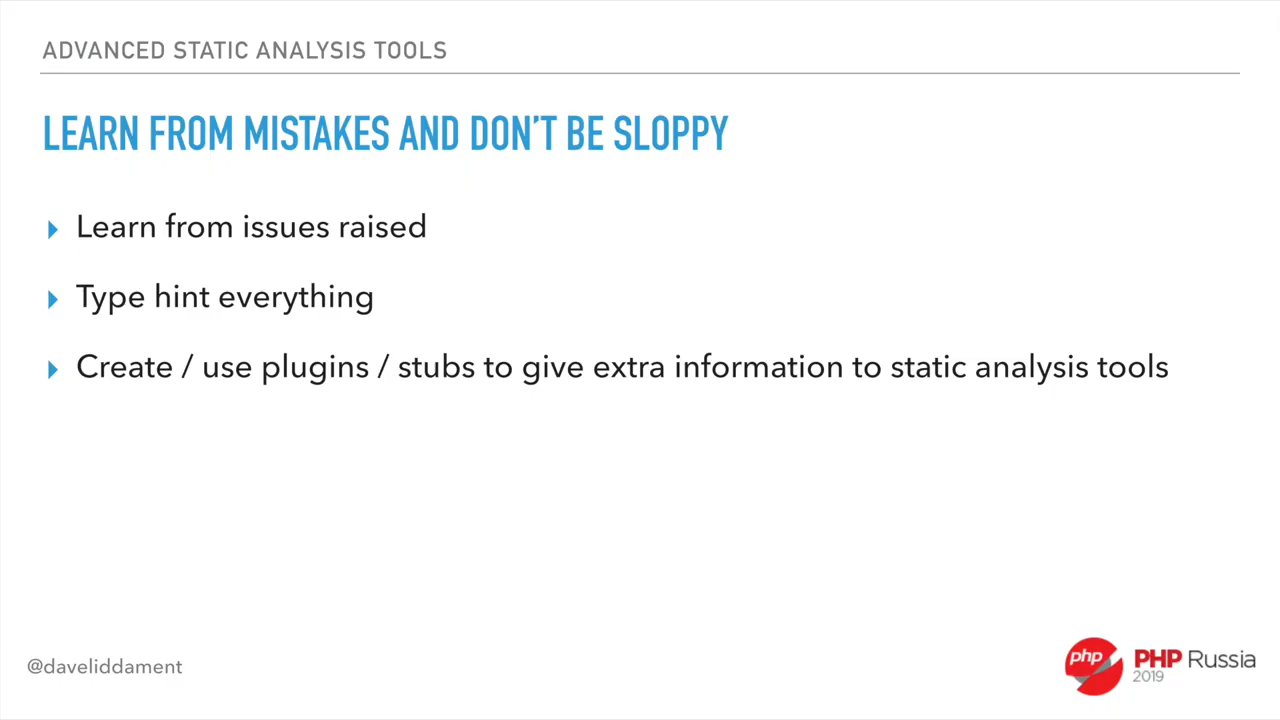 ADVANCED STATIC ANALYSIS TOOLS
LEARN FROM MISTAKES AND DON'T BE SLOPPY
Learn from issues raised
Type hint everything
Create / use plugins / stubs to give extra information to static analysis tools
@daveliddament
php
PHP Russia
2019